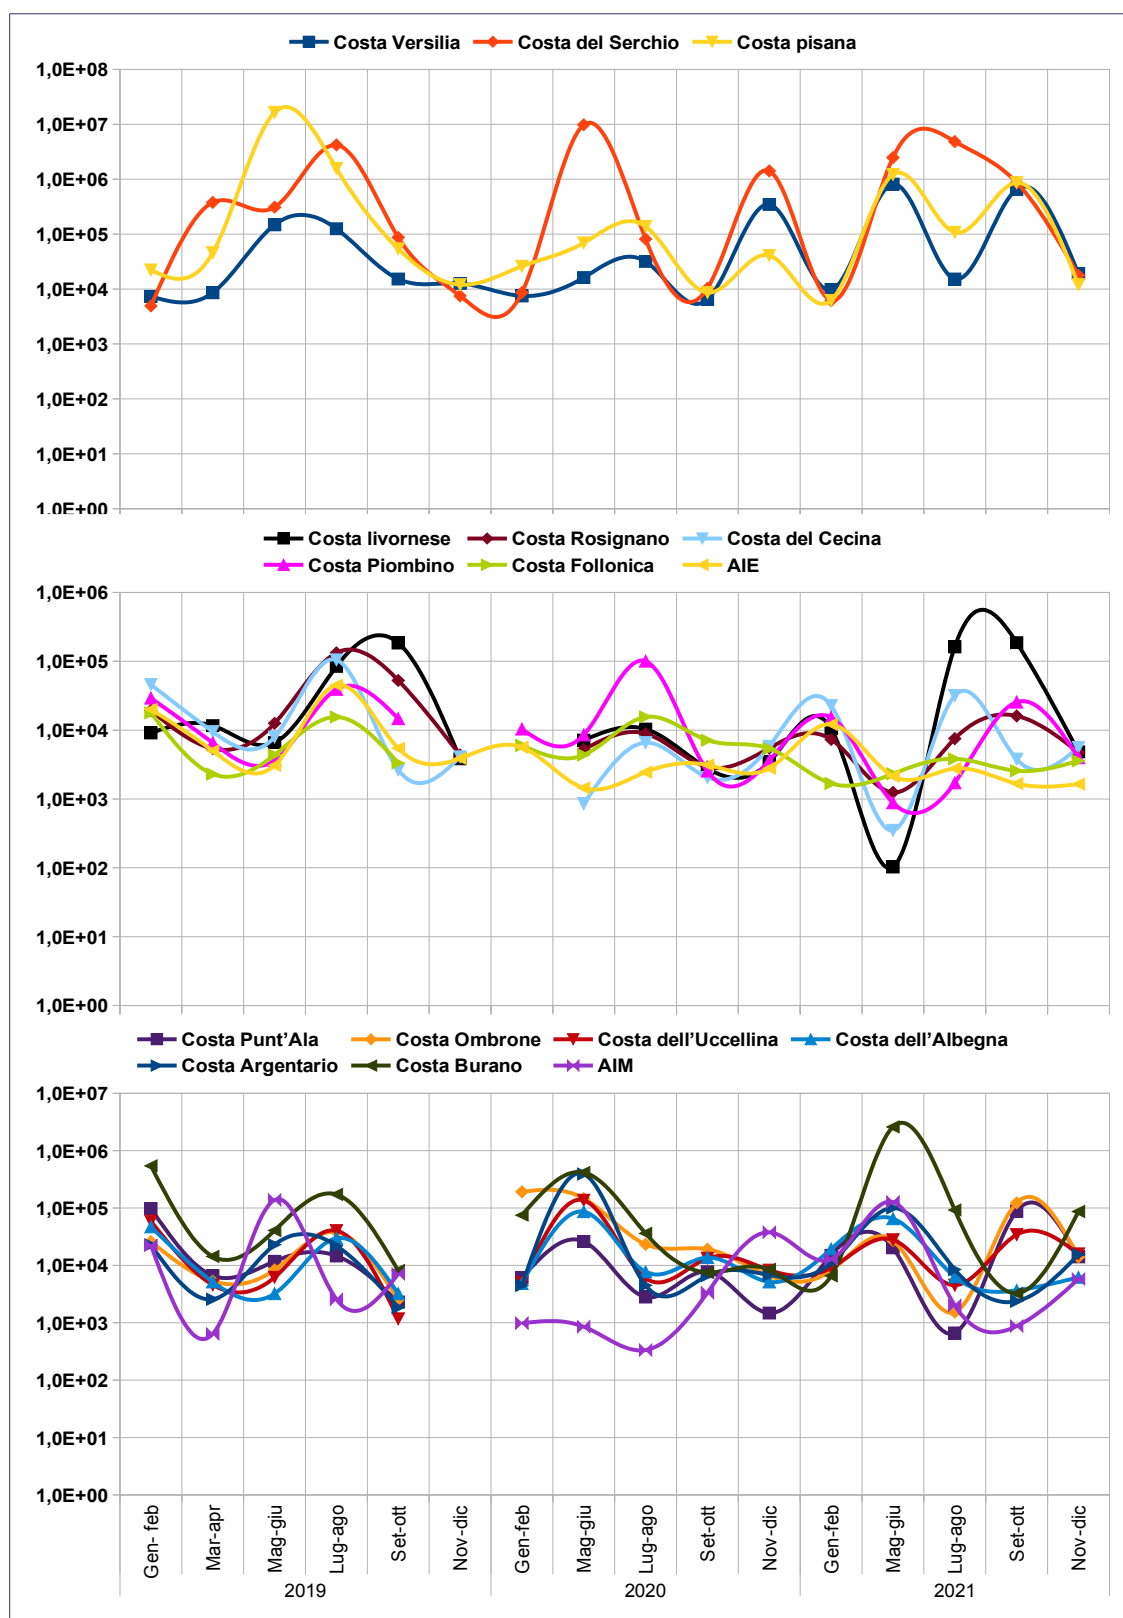 Costa Versilia Costa del Serchio Costa pisana
1,0E+08
1,0E+07
1,0E+06
1,0E+05
1,0E+04
1,0E+03
1,0E+02
1,0E+01
1,0E+00
Costa livornese Costa Rosignano Costa del Cecina
Costa Piombino Costa Follonica AIE
1,0E+06
1,0E+05
1,0E+04
1,0E+03
1,0E+02
1,0E+01
1,0E+00
Costa Punt’Ala Costa Ombrone Costa dell’Uccellina Costa dell’Albegna
Costa Argentario Costa Burano AIM
1,0E+07
1,0E+06
1,0E+05
1,0E+04
1,0E+03
1,0E+02
1,0E+01
1,0E+00
Gen- feb Mar-apr Mag-giu Lug-ago Set-ott Nov-dic Gen-feb Mag-giu Lug-ago Set-ott Nov-dic Gen-feb Mag-giu Lug-ago Set-ott Nov-dic
2019 2020 2021